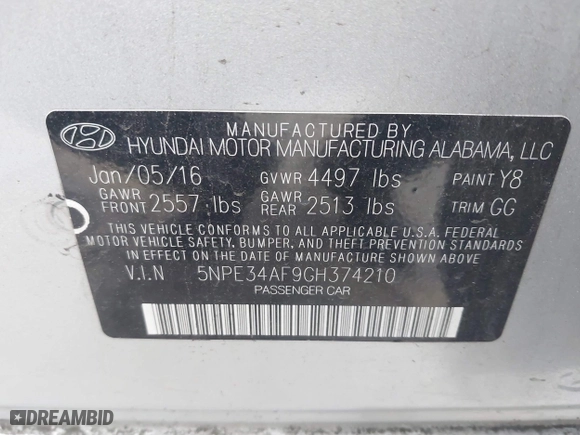 MANUFACTURED BY
HYUNDAI MOTOR MANUFACTURING ALABAMA, LLC
Jan/05/16 GVWR 4497 lbs PAINT Y8
GAWR FRONT 2557 lbs GAWR REAR 2513 lbs TRIM GG
THIS VEHICLE CONFORMS TO ALL APPLICABLE U.S.A. FEDERAL
MOTOR VEHICLE SAFETY, BUMPER, AND THEFT PREVENTION
STANDARDS IN EFFECT ON THE DATE OF MANUFACTURE SHOWN ABOVE
V.I.N 5NPE34AF9GH374210
PASSENGER CAR
DREAMBID